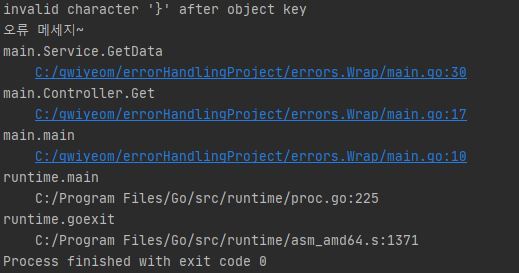 invalid character '}' after object key
오류 메세지~
main.Service.GetData
C:/gwiyeom/errorHandlingProject/errors.Wrap/main.go:30
main.Controller.Get
C:/gwiyeom/errorHandlingProject/errors.Wrap/main.go:17
main.main
C:/gwiyeom/errorHandlingProject/errors.Wrap/main.go:10
runtime.main
C:/Program Files/Go/src/runtime/proc.go:225
runtime.goexit
C:/Program Files/Go/src/runtime/asm_amd64.s:1371
Process finished with exit code 0